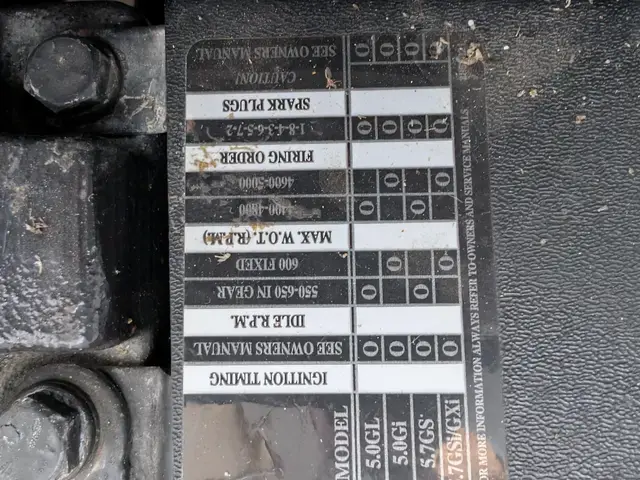 MODEL
5.0GL
5.0Gi
5.7GS
.7GSi/GXi
IGNITION TIMING
SEE OWNERS MANUAL O O O O
IDLE R.P.M.
550-650 IN GEAR O O
600 FIXED O O
MAX. W.O.T. (R.P.M)
4400-4800 O O
4600-5000 O O
FIRING ORDER
1-8-4-3-6-5-7-2 O O O O
SPARK PLUGS
CAUTION!
SEE OWNERS MANUAL O O O O
OR MORE INFORMATION ALWAYS REFER TO OWNERS AND SERVICE MANUALS